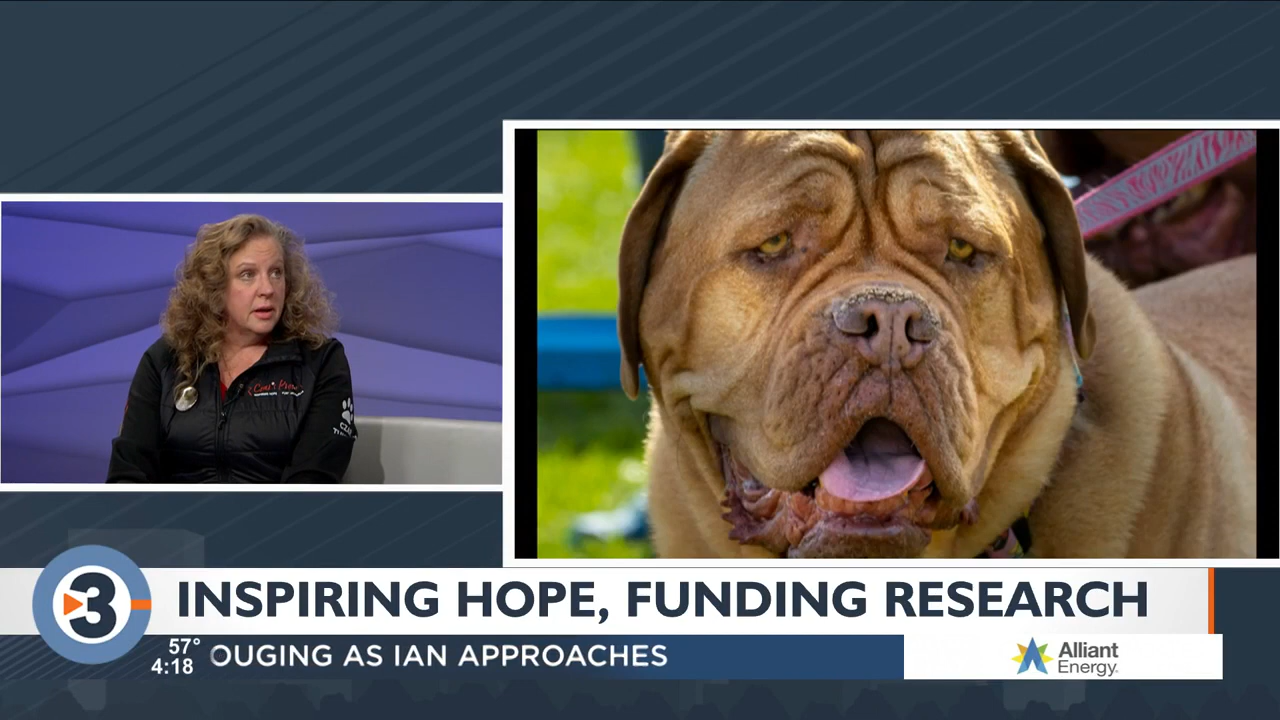 INSPIRING HOPE, FUNDING RESEARCH
3
57°
4:18
OUGING AS IAN APPROACHES
Alliant
Energy